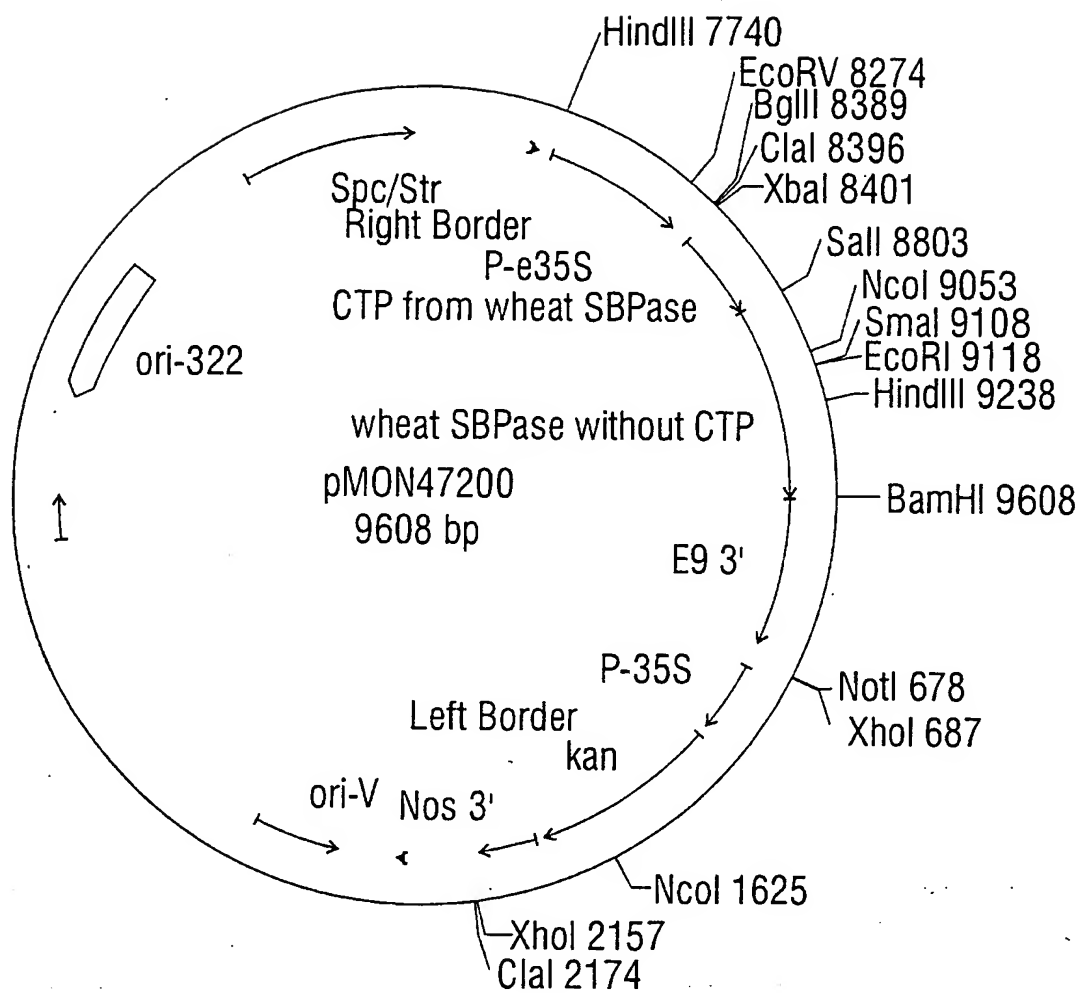 HindIII 7740
EcoRV 8274
BglII 8389
ClaI 8396
XbaI 8401
SalI 8803
NcoI 9053
SmaI 9108
EcoRI 9118
HindIII 9238
BamHI 9608
NotI 678
XhoI 687
NcoI 1625
XhoI 2157
ClaI 2174
Spc/Str
Right Border
P-e35S
CTP from wheat SBPase
ori-322
wheat SBPase without CTP
pMON47200
9608 bp
E9 3'
P-35S
Left Border
kan
ori-V
Nos 3'